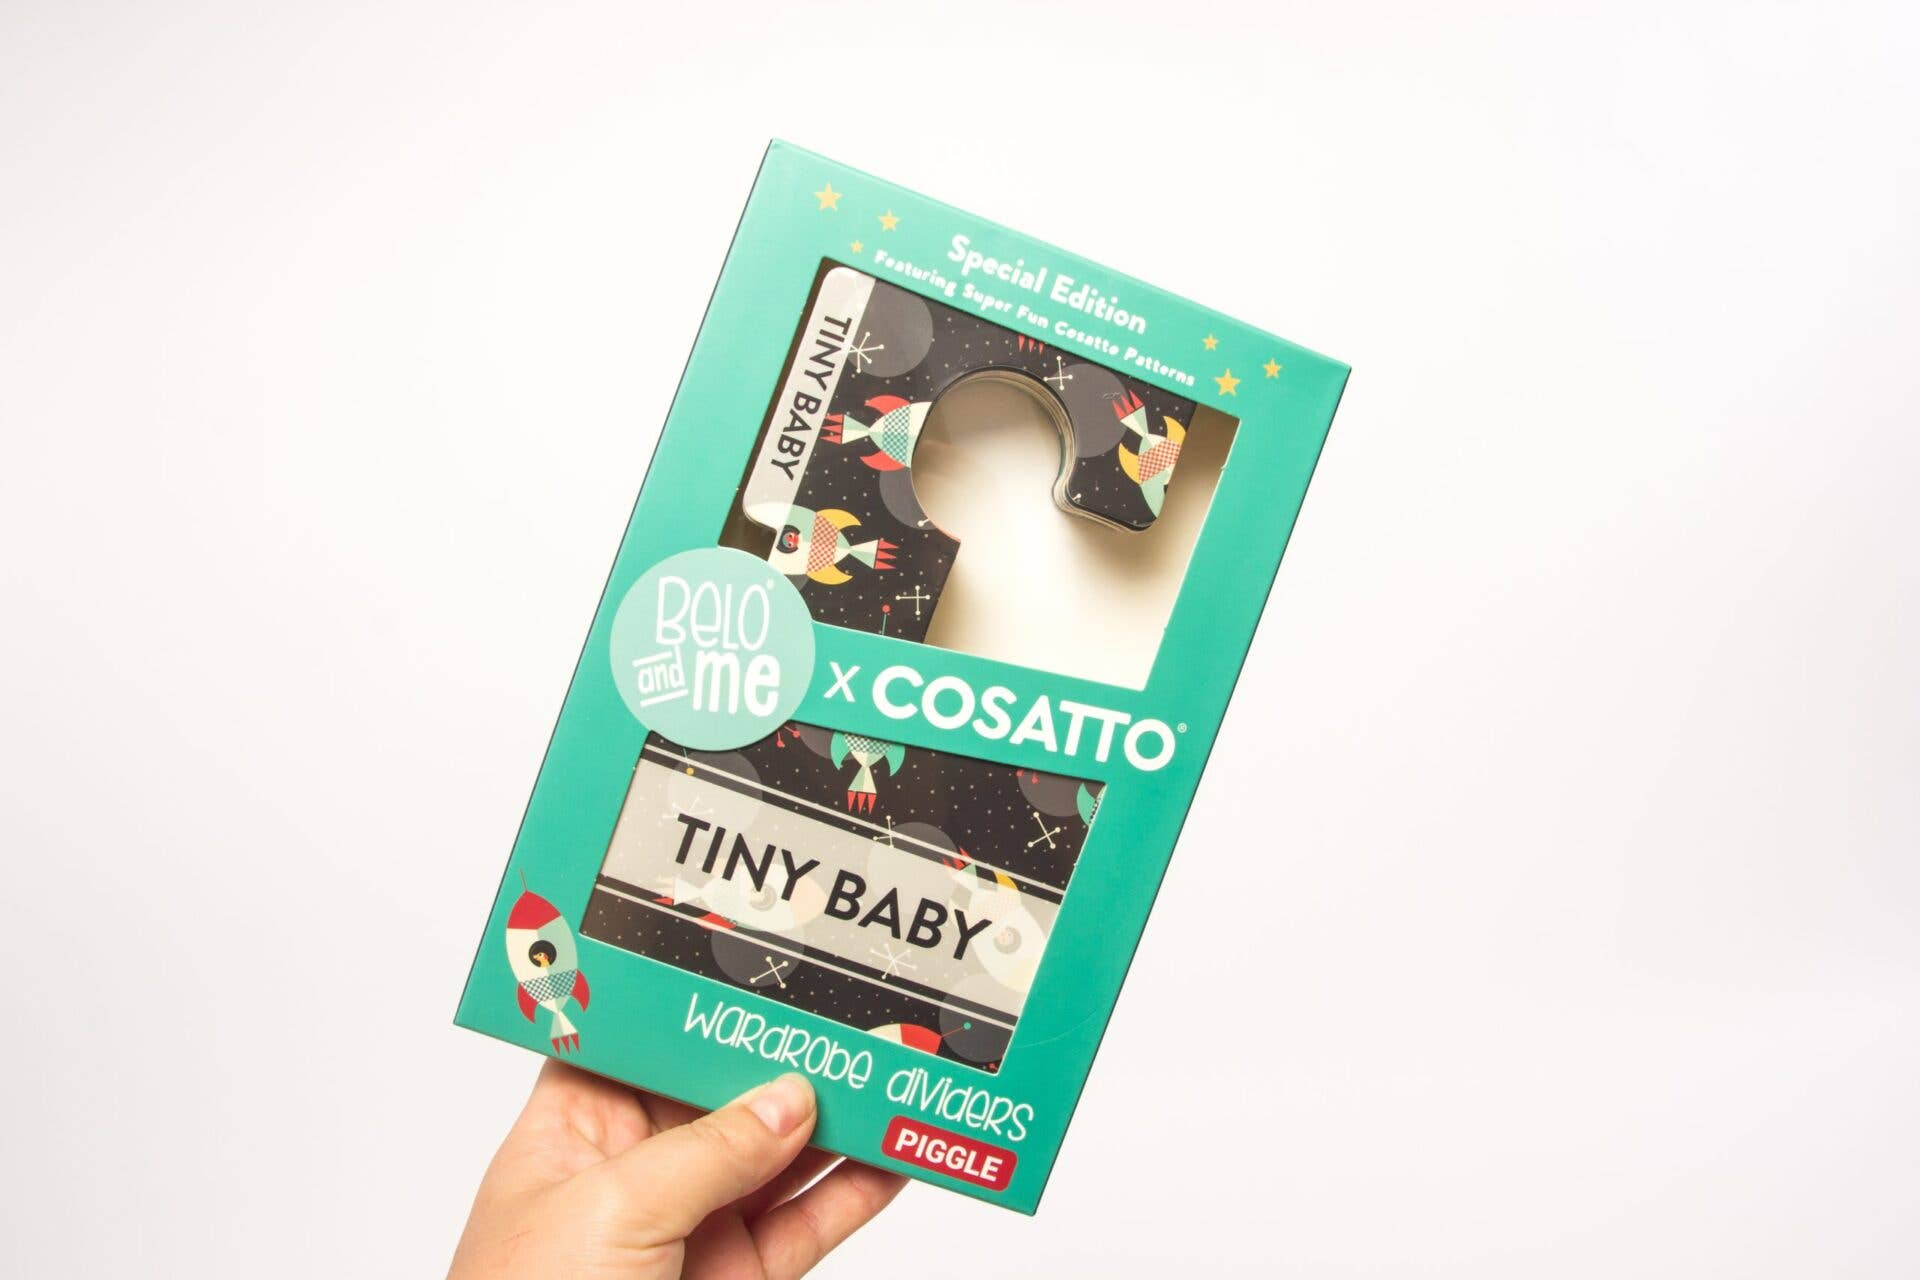 Special Edition
Featuring Super Fun Cosatto Patterns
TINY BABY
BELO
and me
x COSATTO®
TINY BABY
WARDROBE dIVIDERS
PIGGLE